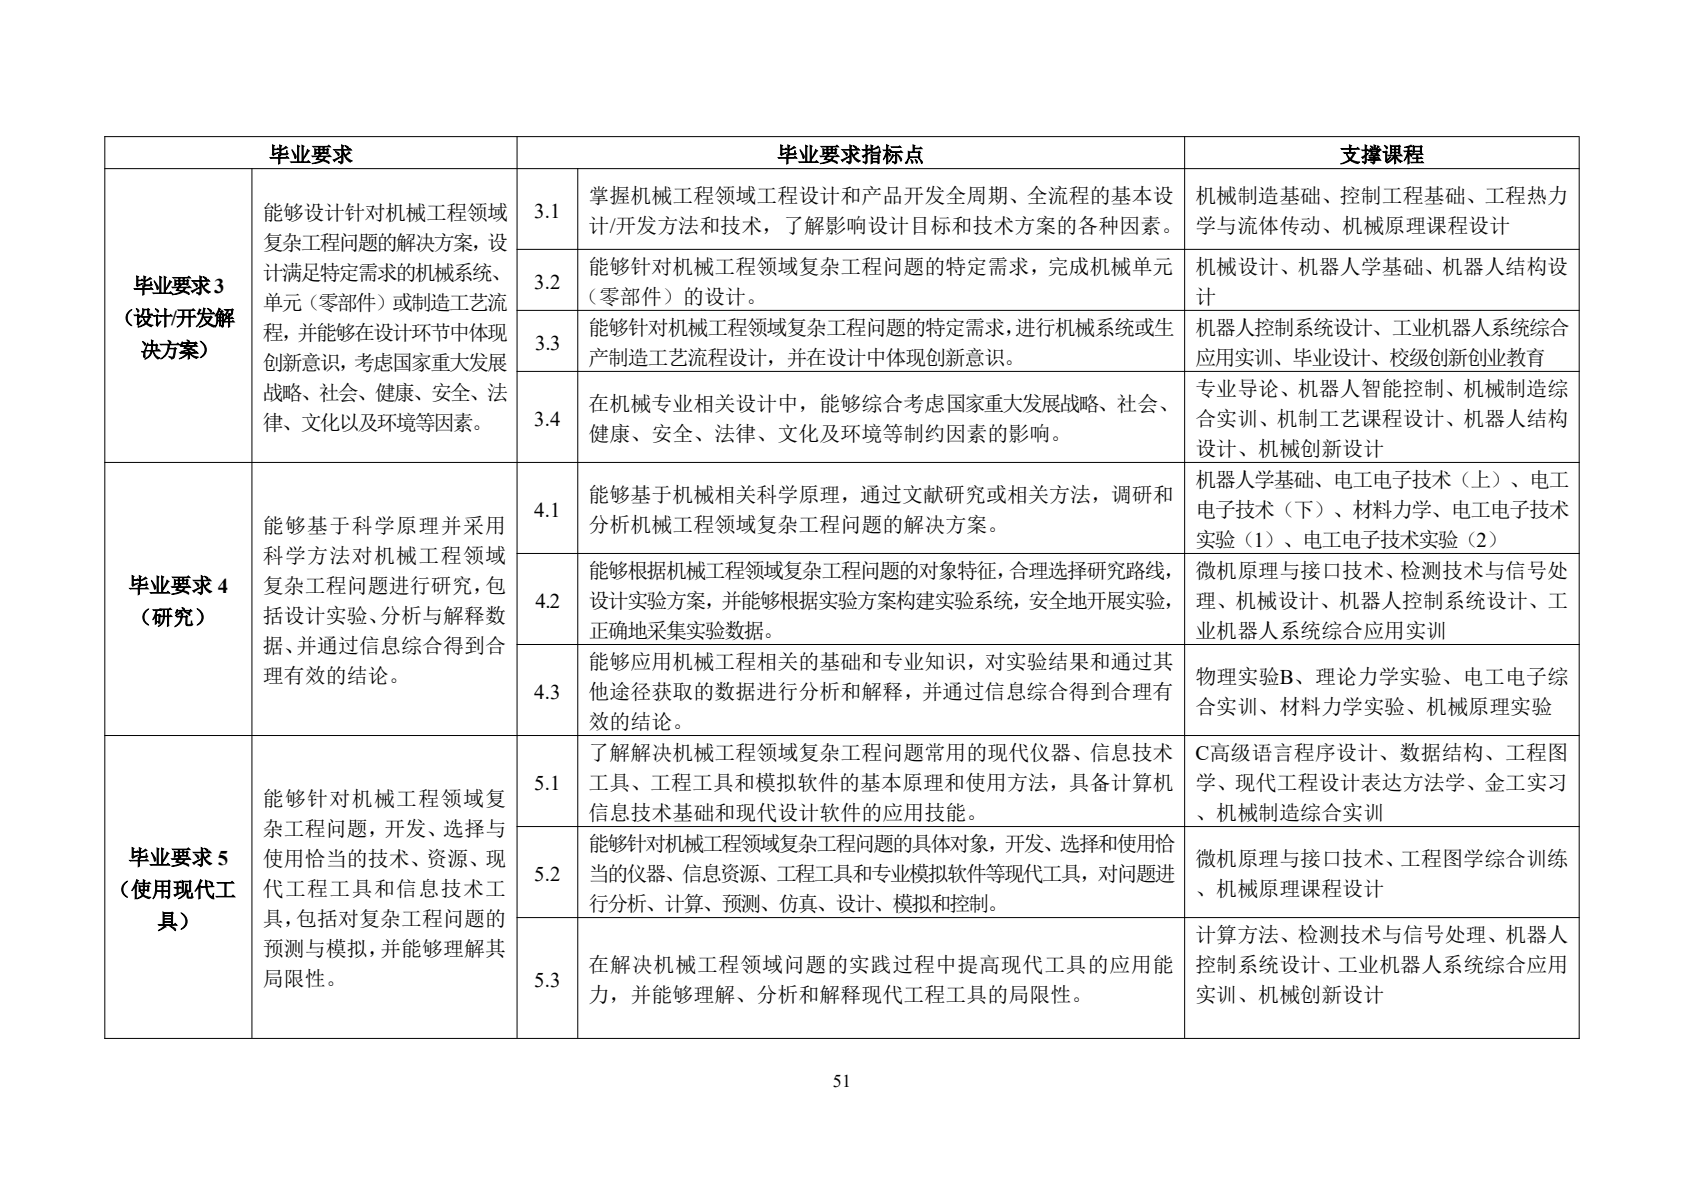 毕业要求
毕业要求指标点
支撑课程
毕业要求 3
（设计/开发解
决方案）
能够设计针对机械工程领域
复杂工程问题的解决方案，设
计满足特定需求的机械系统、
单元（零部件）或制造工艺流
程，并能够在设计环节中体现
创新意识，考虑国家重大发展
战略、社会、健康、安全、法
律、文化以及环境等因素。
3.1
掌握机械工程领域工程设计和产品开发全周期、全流程的基本设
计/开发方法和技术，了解影响设计目标和技术方案的各种因素。
机械制造基础、控制工程基础、工程热力
学与流体传动、机械原理课程设计
3.2
能够针对机械工程领域复杂工程问题的特定需求，完成机械单元
（零部件）的设计。
机械设计、机器人学基础、机器人结构设
计
3.3
能够针对机械工程领域复杂工程问题的特定需求，进行机械系统或生
产制造工艺流程设计，并在设计中体现创新意识。
机器人控制系统设计、工业机器人系统综合
应用实训、毕业设计、校级创新创业教育
3.4
在机械专业相关设计中，能够综合考虑国家重大发展战略、社会、
健康、安全、法律、文化及环境等制约因素的影响。
专业导论、机器人智能控制、机械制造综
合实训、机制工艺课程设计、机器人结构
设计、机械创新设计
毕业要求 4
（研究）
能够基于科学原理并采用
科学方法对机械工程领域
复杂工程问题进行研究，包
括设计实验、分析与解释数
据、并通过信息综合得到合
理有效的结论。
4.1
能够基于机械相关科学原理，通过文献研究或相关方法，调研和
分析机械工程领域复杂工程问题的解决方案。
机器人学基础、电工电子技术（上）、电工
电子技术（下）、材料力学、电工电子技术
实验（1）、电工电子技术实验（2）
4.2
能够根据机械工程领域复杂工程问题的对象特征，合理选择研究路线，
设计实验方案，并能够根据实验方案构建实验系统，安全地开展实验，
正确地采集实验数据。
微机原理与接口技术、检测技术与信号处
理、机械设计、机器人控制系统设计、工
业机器人系统综合应用实训
4.3
能够应用机械工程相关的基础和专业知识，对实验结果和通过其
他途径获取的数据进行分析和解释，并通过信息综合得到合理有
效的结论。
物理实验B、理论力学实验、电工电子综
合实训、材料力学实验、机械原理实验
毕业要求 5
（使用现代工
具）
能够针对机械工程领域复
杂工程问题，开发、选择与
使用恰当的技术、资源、现
代工程工具和信息技术工
具，包括对复杂工程问题的
预测与模拟，并能够理解其
局限性。
5.1
了解解决机械工程领域复杂工程问题常用的现代仪器、信息技术
工具、工程工具和模拟软件的基本原理和使用方法，具备计算机
信息技术基础和现代设计软件的应用技能。
C高级语言程序设计、数据结构、工程图
学、现代工程设计表达方法学、金工实习
、机械制造综合实训
5.2
能够针对机械工程领域复杂工程问题的具体对象，开发、选择和使用恰
当的仪器、信息资源、工程工具和专业模拟软件等现代工具，对问题进
行分析、计算、预测、仿真、设计、模拟和控制。
微机原理与接口技术、工程图学综合训练
、机械原理课程设计
5.3
在解决机械工程领域问题的实践过程中提高现代工具的应用能
力，并能够理解、分析和解释现代工程工具的局限性。
计算方法、检测技术与信号处理、机器人
控制系统设计、工业机器人系统综合应用
实训、机械创新设计
51